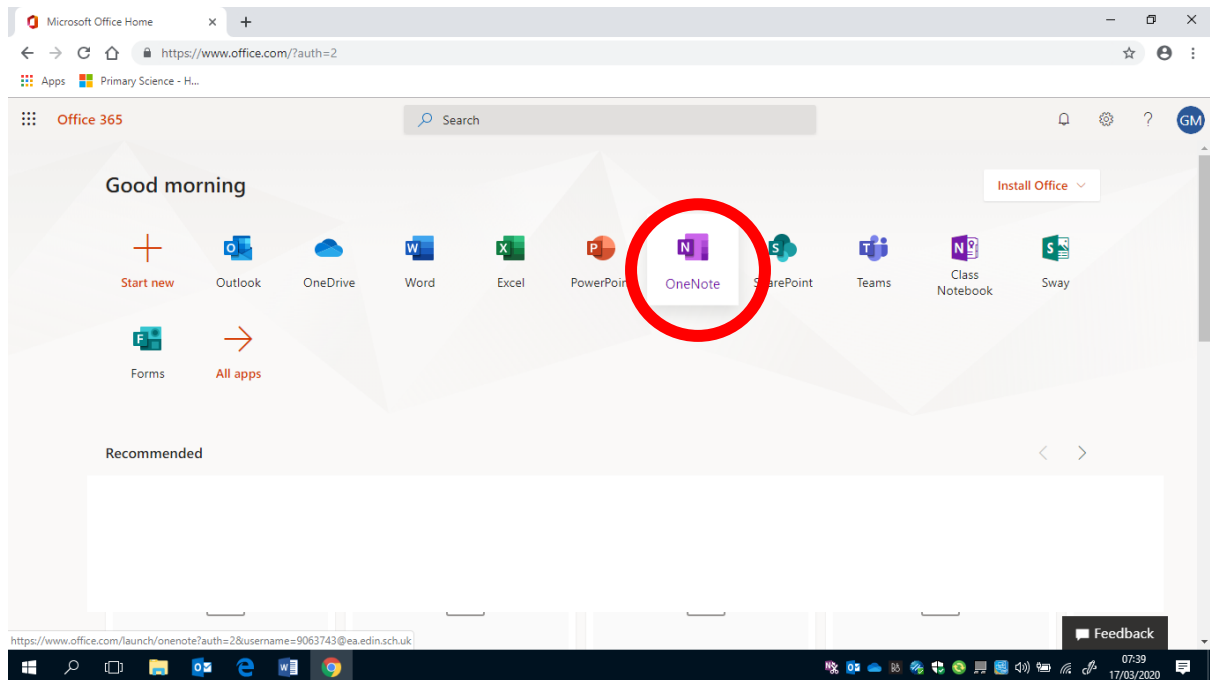 Microsoft Office Home
https://www.office.com/?auth=2
Apps Primary Science - H...
Office 365 Search ? GM
Good morning
Install Office
Start new Outlook OneDrive Word Excel PowerPoin OneNote SharePoint Teams Class Notebook Sway
Forms All apps
Recommended
Feedback
https://www.office.com/launch/onenote?auth=2&username=9063743@ea.edin.sch.uk
07:39
17/03/2020